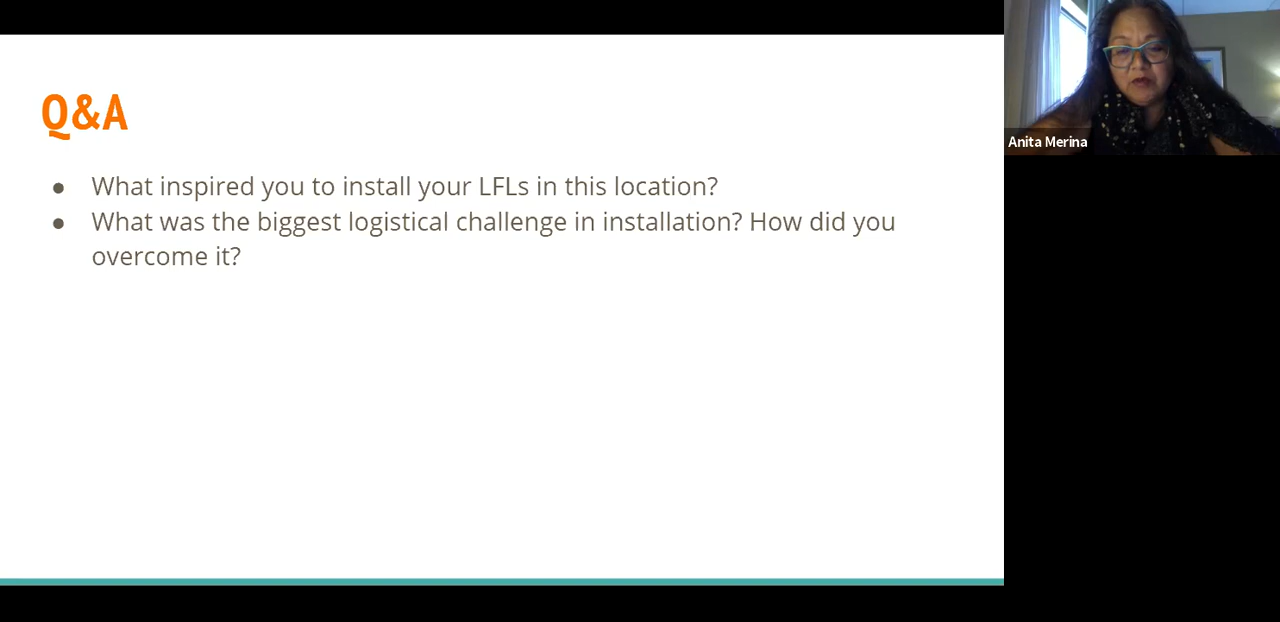 Q&A
● What inspired you to install your LFLs in this location?
● What was the biggest logistical challenge in installation? How did you
overcome it?
Anita Merina